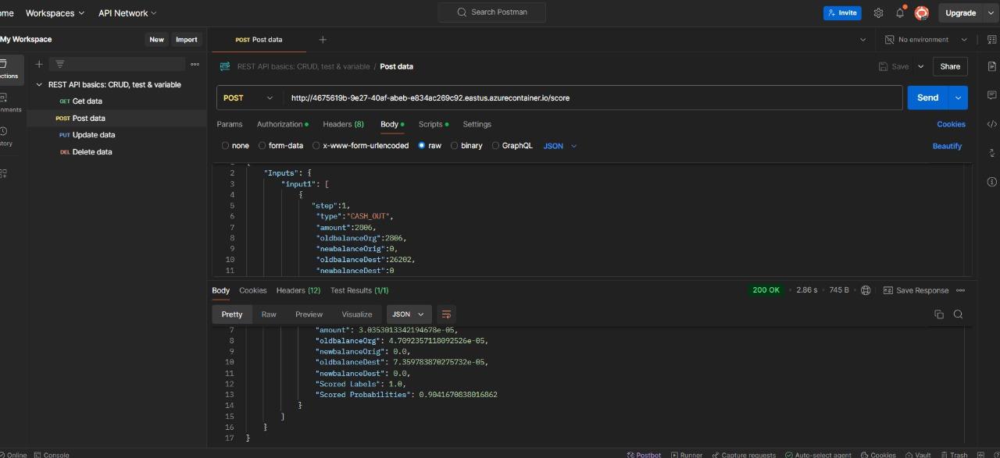 ome Workspaces API Network Search Postman Invite Upgrade
My Workspace New Import POST Post data No environment
ections
REST API basics: CRUD, test & variable / Post data Save Share
REST API basics: CRUD, test & variable
GET Get data
POST Post data
PUT Update data
DEL Delete data
nments
story
POST http://4675619b-9e27-40af-abeb-e834ac269c92.eastus.azurecontainer.io/score Send
Params Authorization Headers (8) Body Scripts Settings Cookies
none form-data x-www-form-urlencoded raw binary GraphQL JSON Beautify
1 {
2 "Inputs": {
3 "input1": [
4 {
5 "step":1,
6 "type":"CASH_OUT",
7 "amount":2806,
8 "oldbalanceOrg":2806,
9 "newbalanceOrig":0,
10 "oldbalanceDest":26202,
11 "newbalanceDest":0
Body Cookies Headers (12) Test Results (1/1) 200 OK 2.86 s 745 B Save Response
Pretty Raw Preview Visualize JSON
7 "amount": 3.0353013342194678e-05,
8 "oldbalanceOrg": 4.7092357118092526e-05,
9 "newbalanceOrig": 0.0,
10 "oldbalanceDest": 7.359783870275732e-05,
11 "newbalanceDest": 0.0,
12 "Scored Labels": 1.0,
13 "Scored Probabilities": 0.9041670838016862
14 }
15 ]
16 }
17 }
Online Console Postbot Runner Capture requests Auto-select agent Cookies Vault Trash